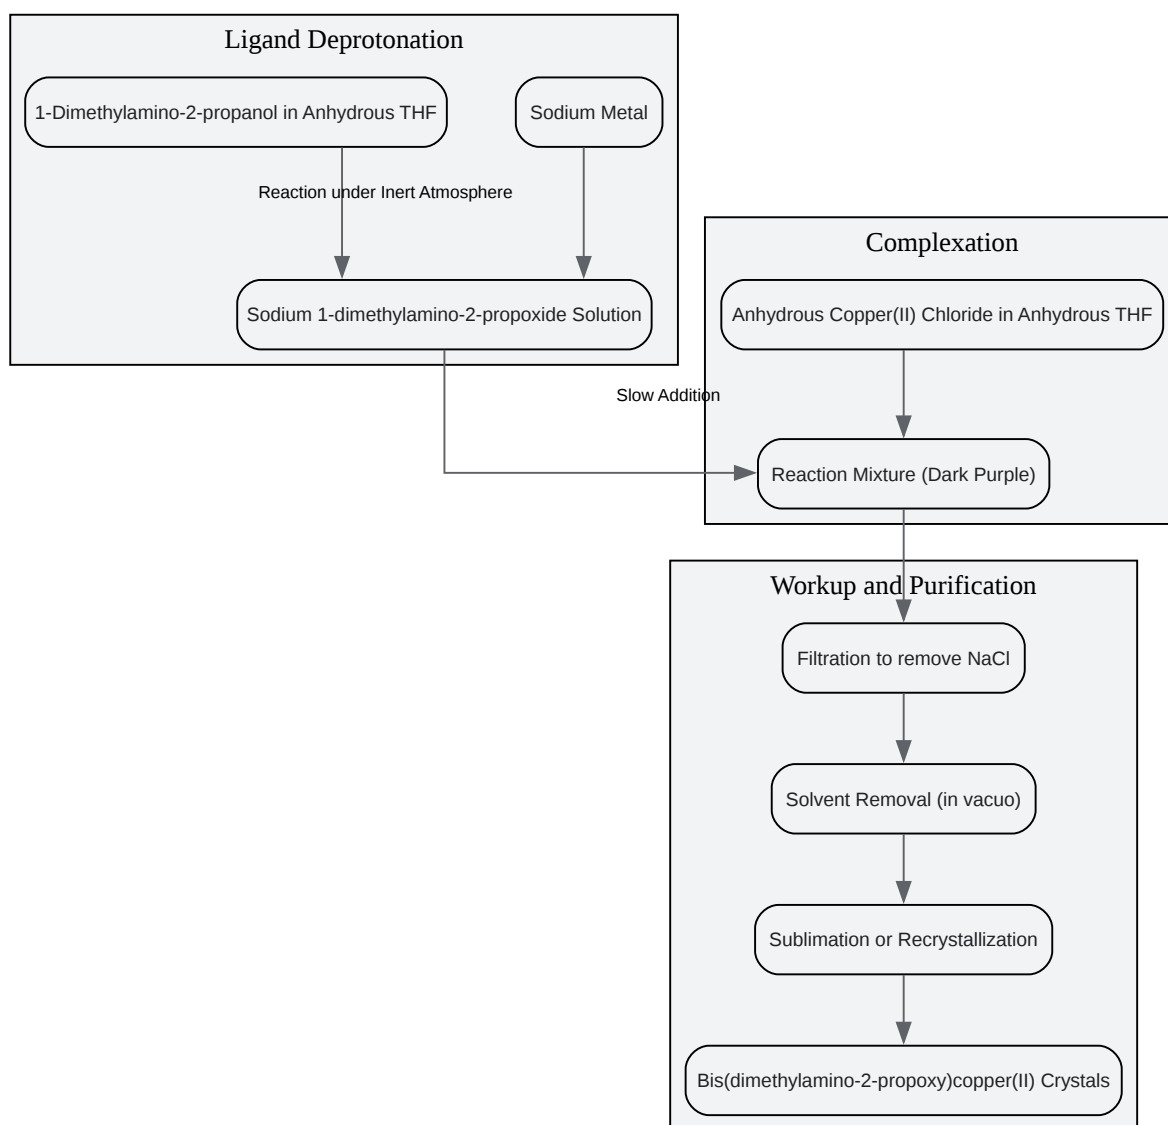 Ligand Deprotonation
1-Dimethylamino-2-propanol in Anhydrous THF
Sodium Metal
Reaction under Inert Atmosphere
Sodium 1-dimethylamino-2-propoxide Solution
Complexation
Anhydrous Copper(II) Chloride in Anhydrous THF
Slow Addition
Reaction Mixture (Dark Purple)
Workup and Purification
Filtration to remove NaCl
Solvent Removal (in vacuo)
Sublimation or Recrystallization
Bis(dimethylamino-2-propoxy)copper(II) Crystals